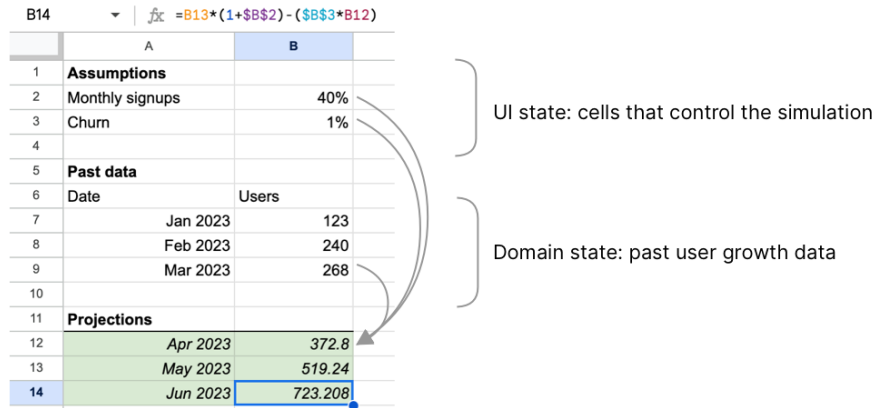 B14 fx =B13*(1+$B$2)-($B$3*B12)
A B
1 Assumptions
2 Monthly signups 40%
3 Churn 1%
4
5 Past data
6 Date Users
7 Jan 2023 123
8 Feb 2023 240
9 Mar 2023 268
10
11 Projections
12 Apr 2023 372.8
13 May 2023 519.24
14 Jun 2023 723.208
UI state: cells that control the simulation
Domain state: past user growth data